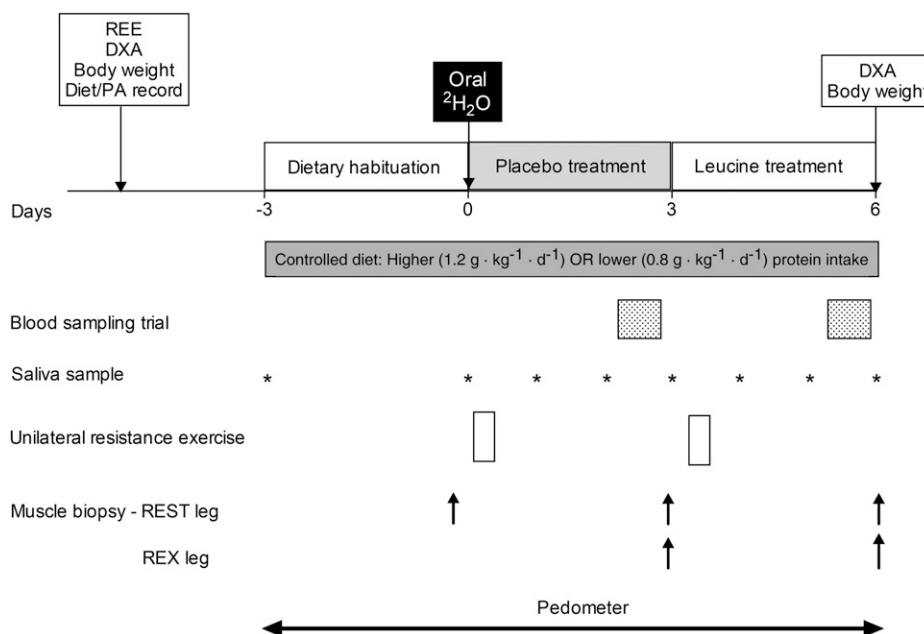 REE
DXA
Body weight
Diet/PA record
Oral
²H₂O
DXA
Body weight
Dietary habituation
Placebo treatment
Leucine treatment
Days
-3
0
3
6
Controlled diet: Higher (1.2 g · kg⁻¹ · d⁻¹) OR lower (0.8 g · kg⁻¹ · d⁻¹) protein intake
Blood sampling trial
Saliva sample
* * * * * * * *
Unilateral resistance exercise
Muscle biopsy - REST leg
REX leg
Pedometer